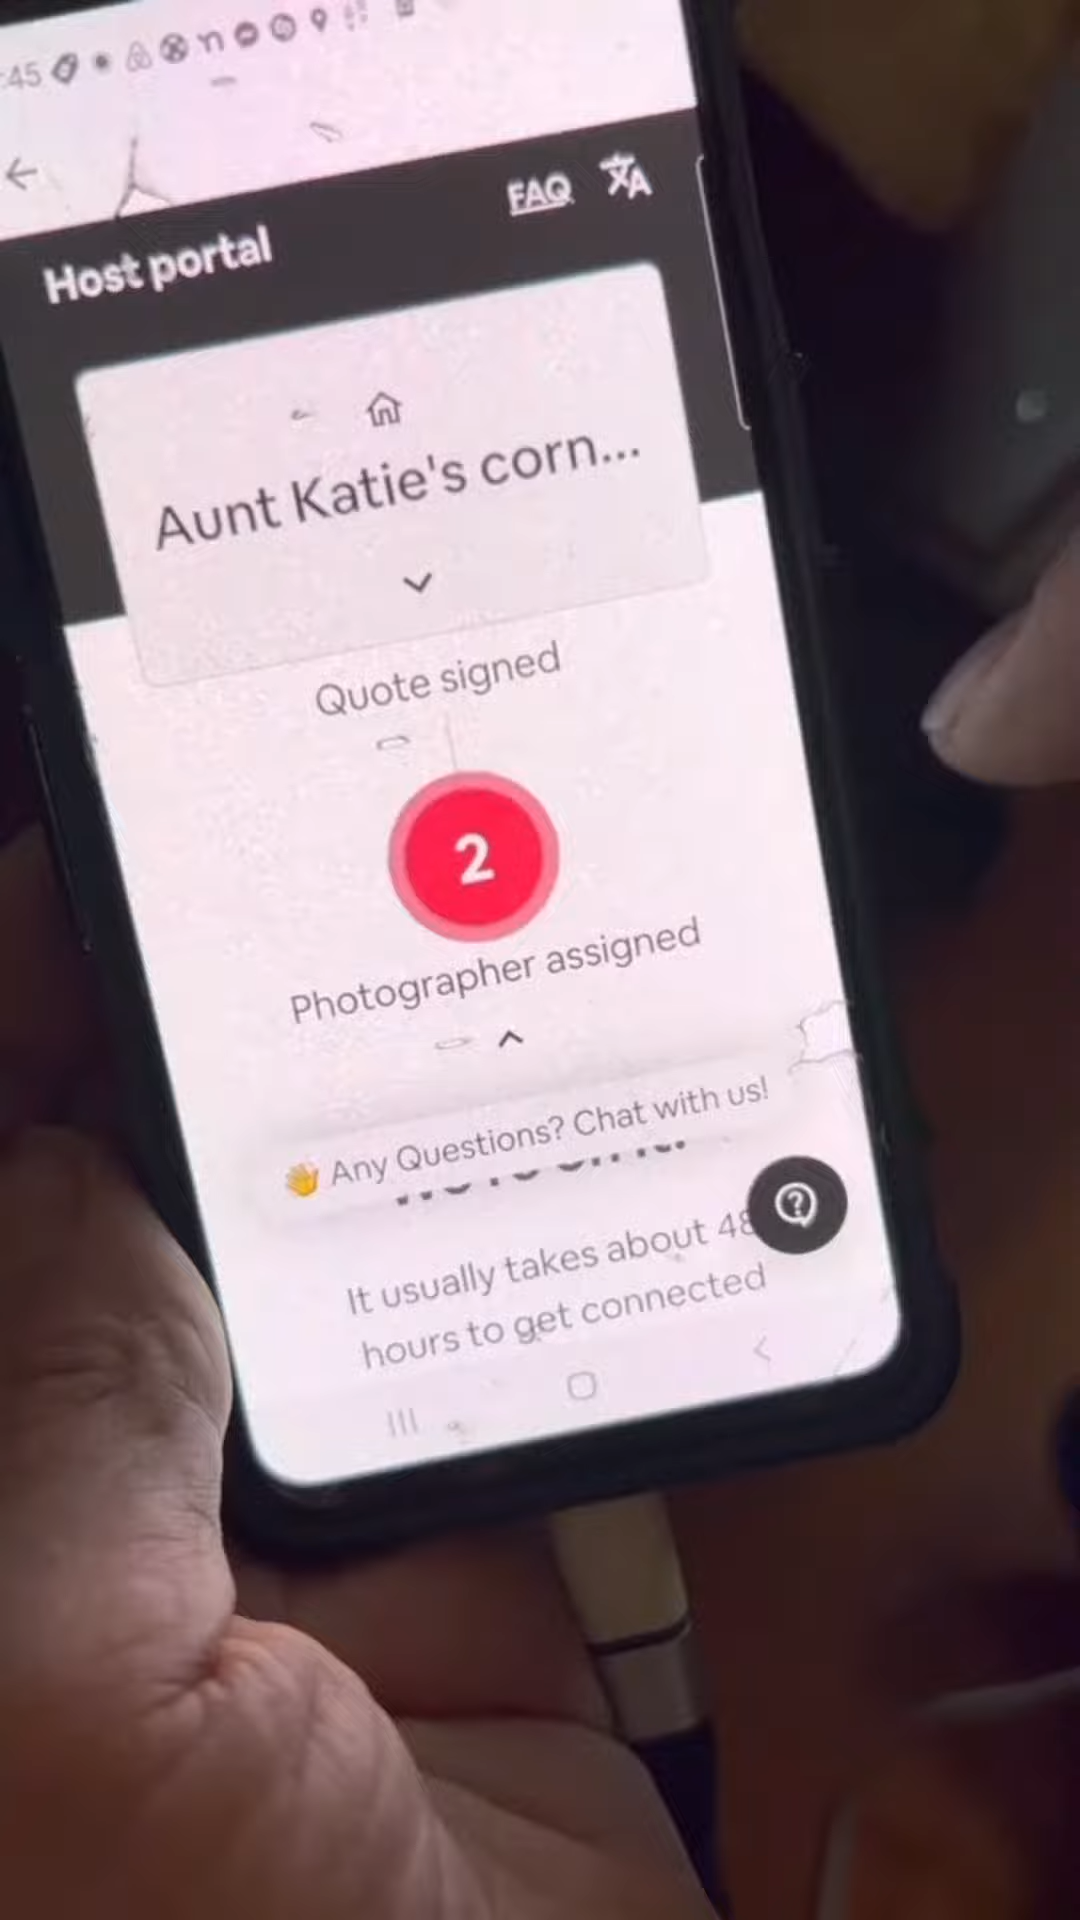 :45
FAQ
Host portal
Aunt Katie's corn...
Quote signed
2
Photographer assigned
👋 Any Questions? Chat with us!
It usually takes about 48
hours to get connected